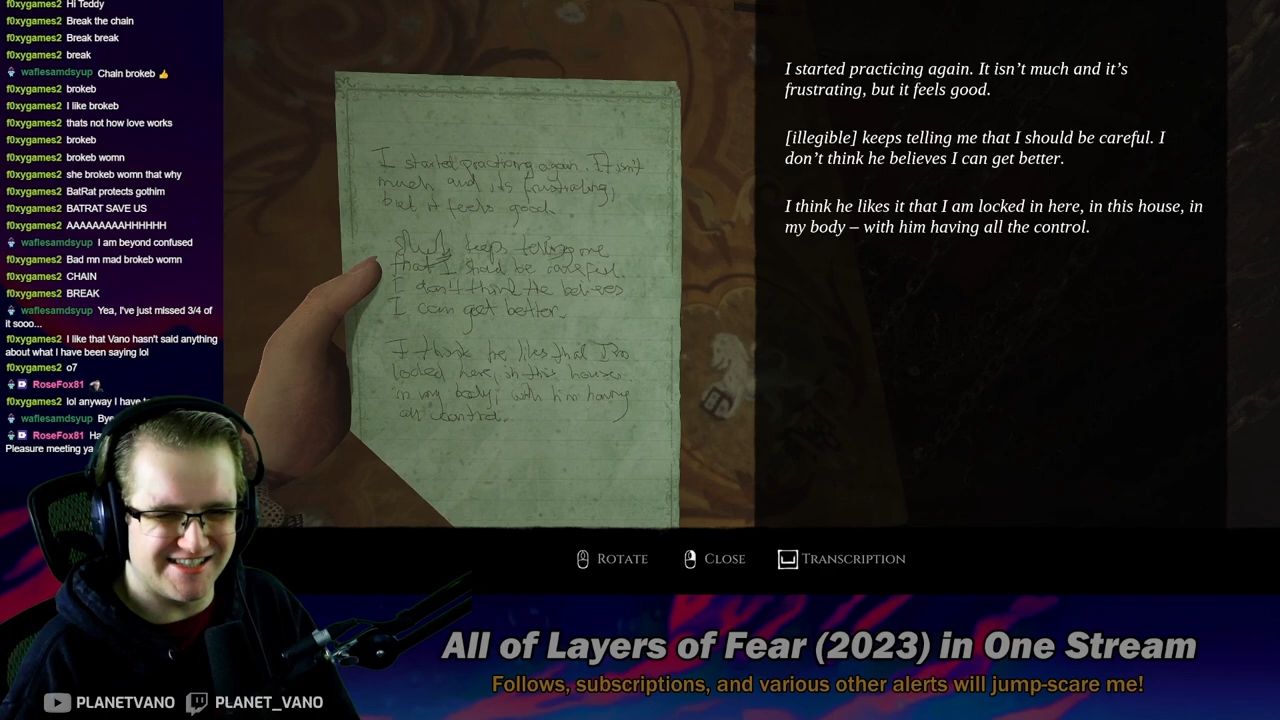 f0xygames2 Hi Teddy
f0xygames2 Break the chain
f0xygames2 Break break
f0xygames2 break
waflesamdsyup Chain brokeb 👍
f0xygames2 brokeb
f0xygames2 I like brokeb
f0xygames2 thats not how love works
f0xygames2 brokeb
f0xygames2 brokeb womn
f0xygames2 she brokeb womn that why
f0xygames2 BatRat protects gothim
f0xygames2 BATRAT SAVE US
f0xygames2 AAAAAAAAAHHHHHH
waflesamdsyup I am beyond confused
f0xygames2 Bad mn mad brokeb womn
f0xygames2 CHAIN
f0xygames2 BREAK
waflesamdsyup Yea, I've just missed 3/4 of
it sooo...
f0xygames2 I like that Vano hasn't said anything
about what I have been saying lol
f0xygames2 o7
RoseFox81
f0xygames2 lol anyway I have
waflesamdsyup
RoseFox81
Pleasure meeting ya
I started practicing again. It isn't
much and its frustrating,
but it feels good.
keeps telling me
that I shold be careful.
I don't think He believes
I can get better.
I think he likes that I'm
locked here, in this house,
in my body; with him having
all control.
I started practicing again. It isn't much and it's
frustrating, but it feels good.
[illegible] keeps telling me that I should be careful. I
don't think he believes I can get better.
I think he likes it that I am locked in here, in this house, in
my body – with him having all the control.
ROTATE
CLOSE
TRANSCRIPTION
All of Layers of Fear (2023) in One Stream
Follows, subscriptions, and various other alerts will jump-scare me!
PLANETVANO
PLANET_VANO